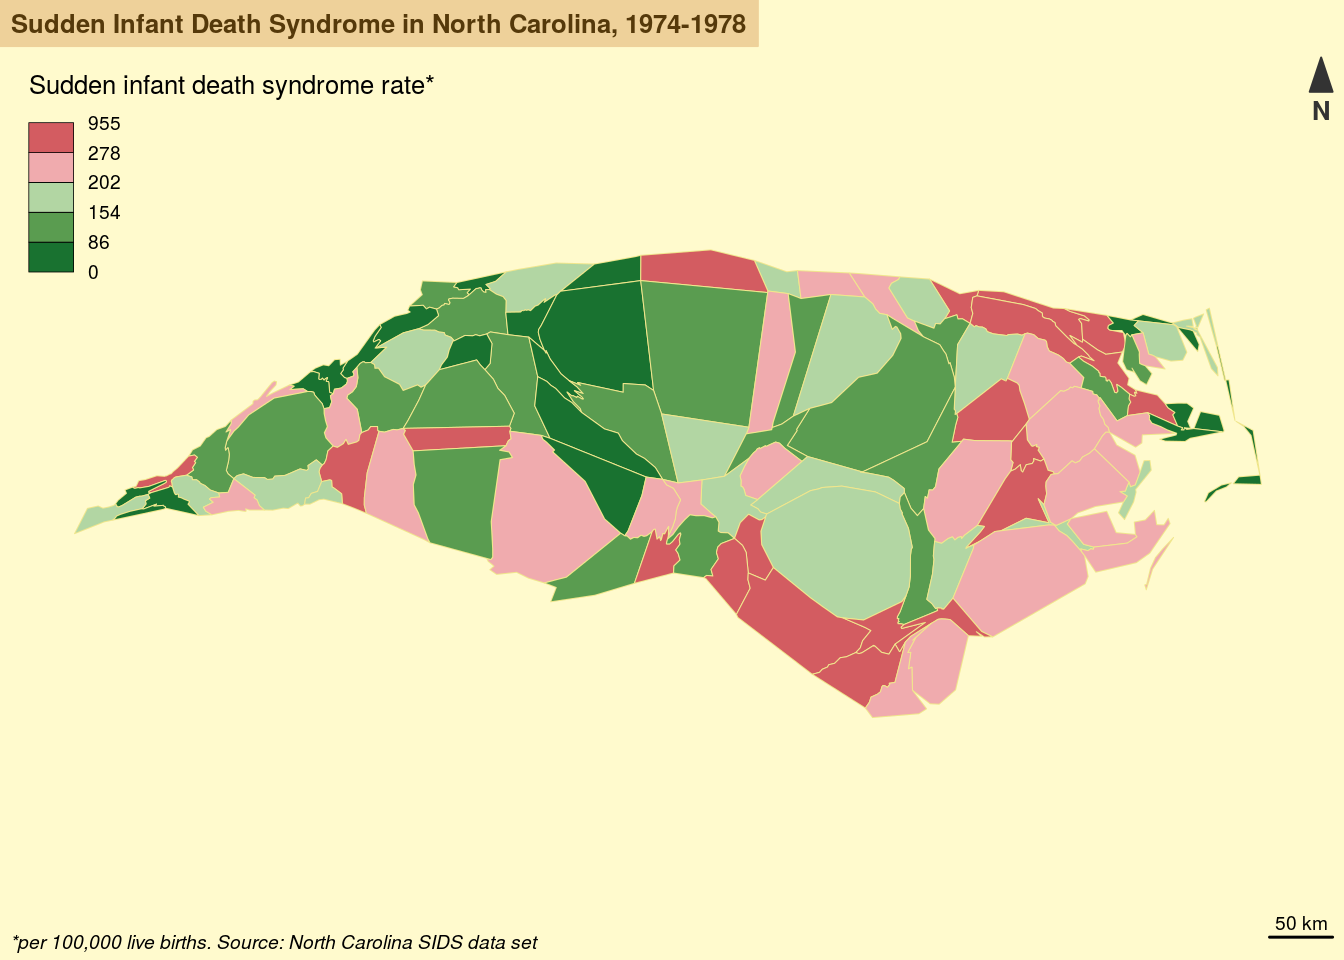 Sudden Infant Death Syndrome in North Carolina, 1974-1978
Sudden infant death syndrome rate*
955
278
202
154
86
0
N
50 km
*per 100,000 live births. Source: North Carolina SIDS data set